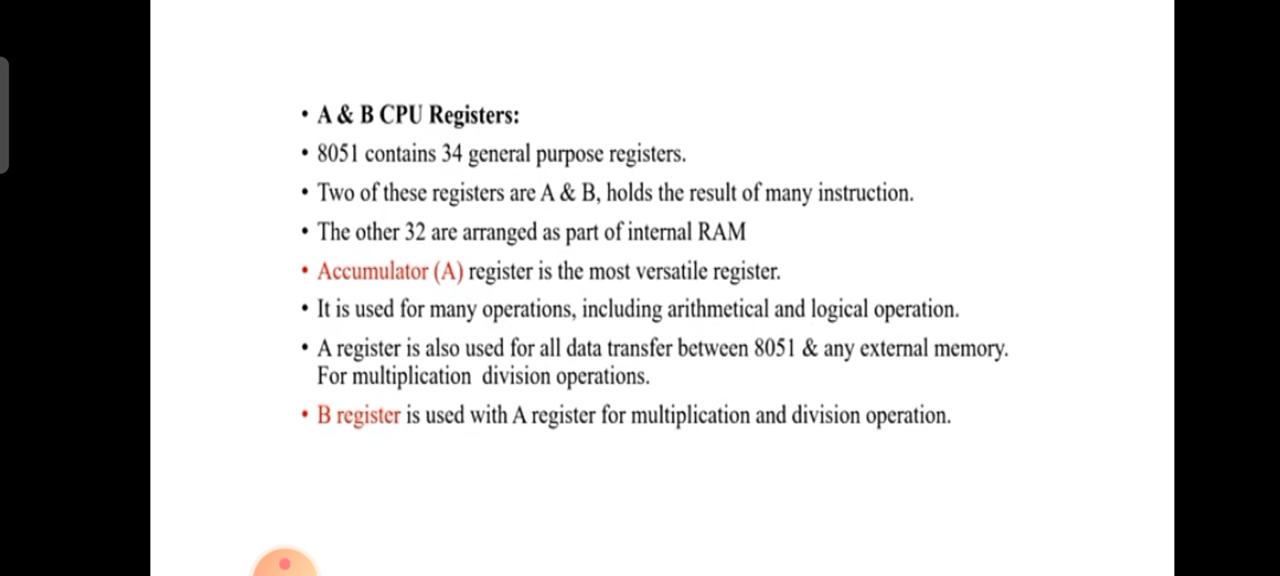 • A & B CPU Registers:
• 8051 contains 34 general purpose registers.
• Two of these registers are A & B, holds the result of many instruction.
• The other 32 are arranged as part of internal RAM
• Accumulator (A) register is the most versatile register.
• It is used for many operations, including arithmetical and logical operation.
• A register is also used for all data transfer between 8051 & any external memory.
For multiplication division operations.
• B register is used with A register for multiplication and division operation.